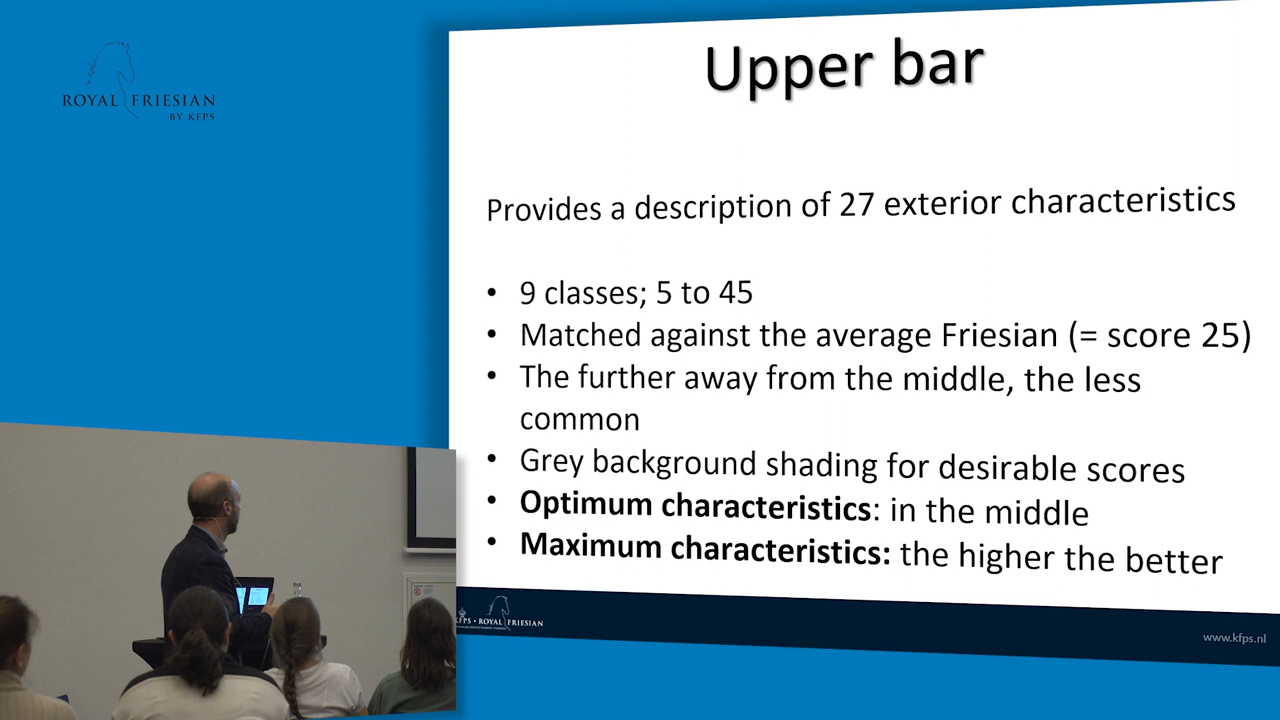 ROYAL FRIESIAN
BY KFPS
Upper bar
Provides a description of 27 exterior characteristics
• 9 classes; 5 to 45
• Matched against the average Friesian (= score 25)
• The further away from the middle, the less
common
• Grey background shading for desirable scores
• Optimum characteristics: in the middle
• Maximum characteristics: the higher the better
KFPS • ROYAL FRIESIAN
www.kfps.nl